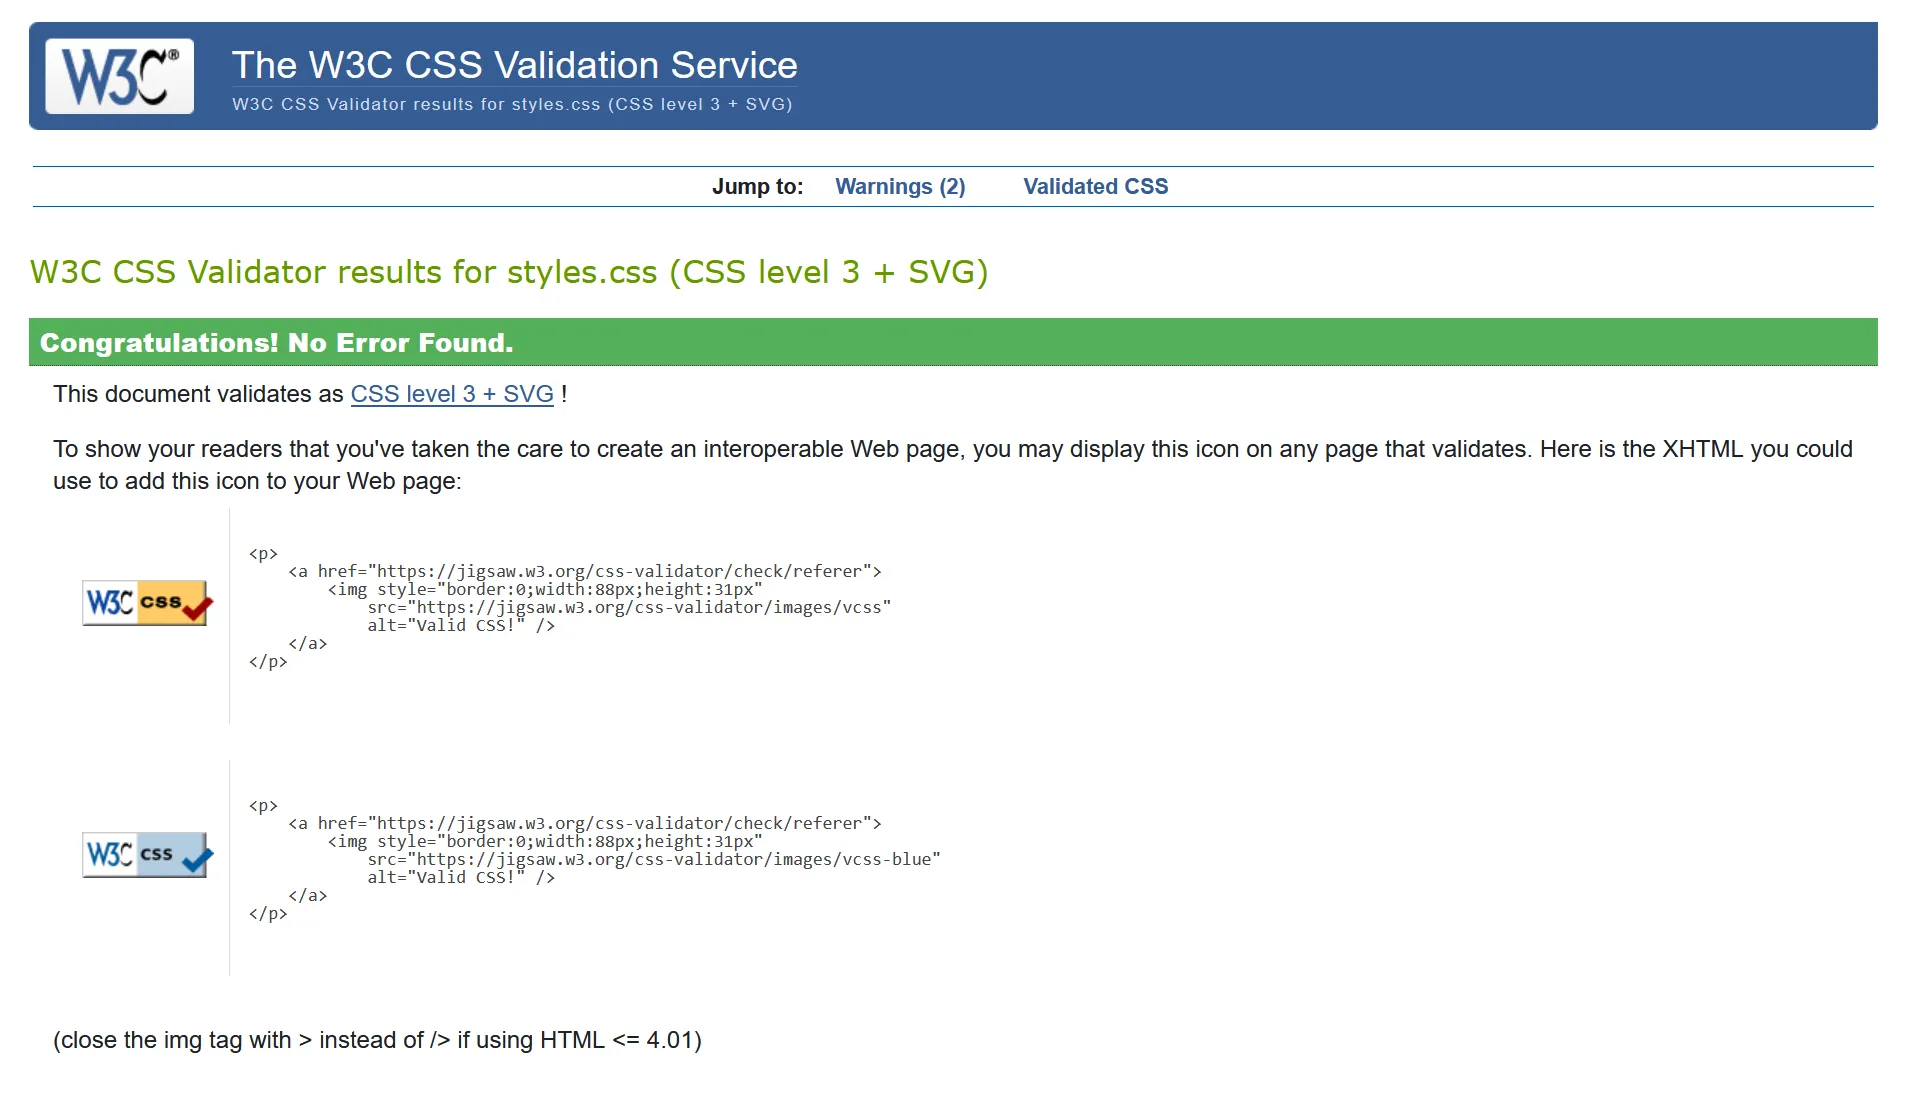 W3C®
The W3C CSS Validation Service
W3C CSS Validator results for styles.css (CSS level 3 + SVG)
Jump to: Warnings (2) Validated CSS
W3C CSS Validator results for styles.css (CSS level 3 + SVG)
Congratulations! No Error Found.
This document validates as CSS level 3 + SVG !
To show your readers that you've taken the care to create an interoperable Web page, you may display this icon on any page that validates. Here is the XHTML you could
use to add this icon to your Web page:
W3C css
<p>
    <a href="https://jigsaw.w3.org/css-validator/check/referer">
        <img style="border:0;width:88px;height:31px"
            src="https://jigsaw.w3.org/css-validator/images/vcss"
            alt="Valid CSS!" />
    </a>
</p>
W3C css
<p>
    <a href="https://jigsaw.w3.org/css-validator/check/referer">
        <img style="border:0;width:88px;height:31px"
            src="https://jigsaw.w3.org/css-validator/images/vcss-blue"
            alt="Valid CSS!" />
    </a>
</p>
(close the img tag with > instead of /> if using HTML <= 4.01)